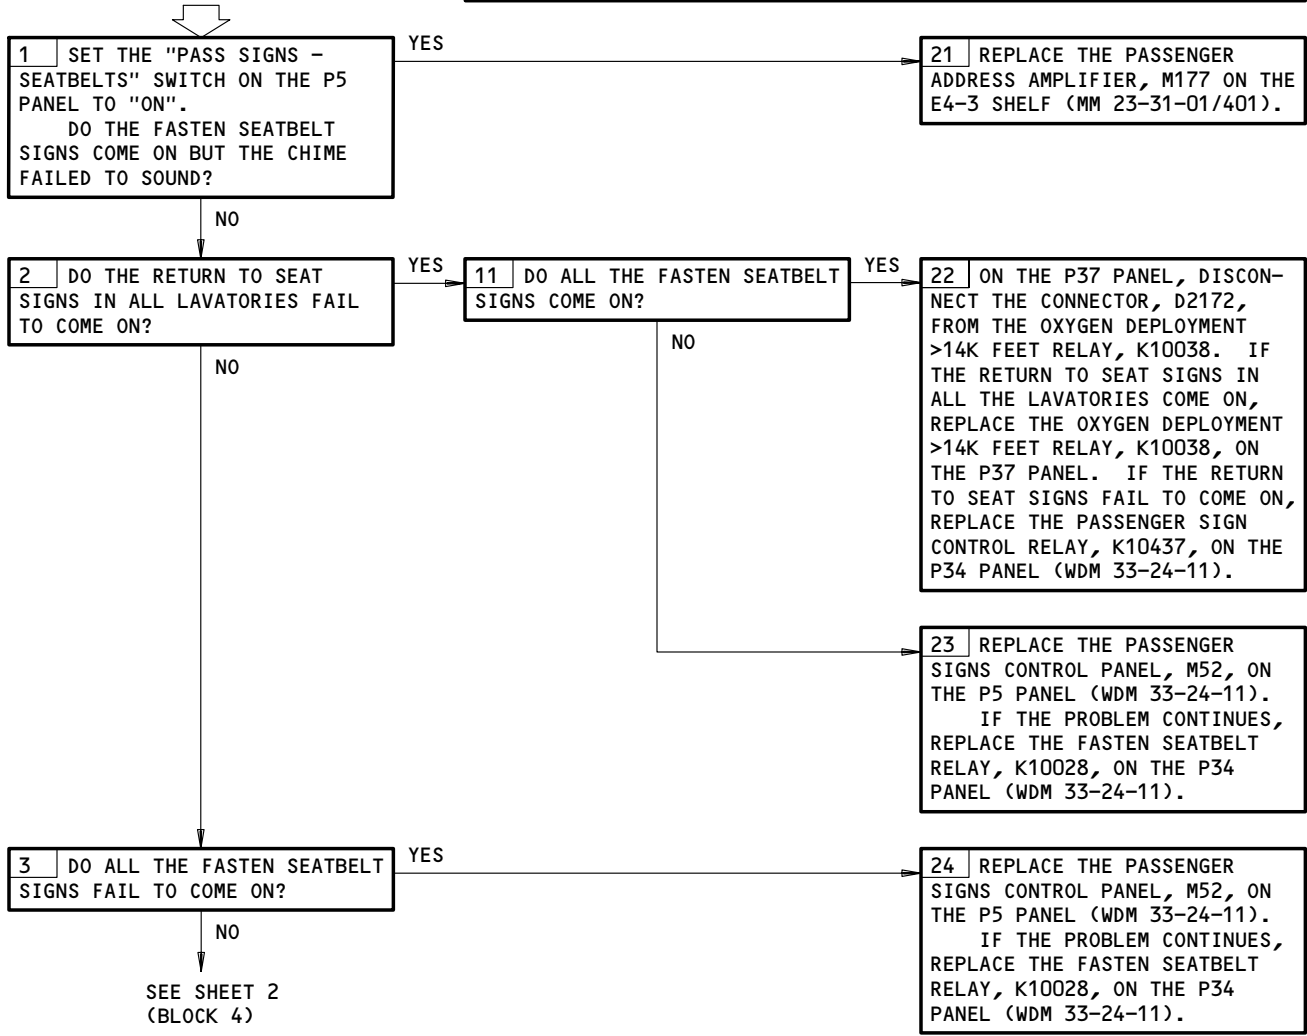 1 SET THE "PASS SIGNS -
SEATBELTS" SWITCH ON THE P5
PANEL TO "ON".
DO THE FASTEN SEATBELT
SIGNS COME ON BUT THE CHIME
FAILED TO SOUND?
YES
21 REPLACE THE PASSENGER
ADDRESS AMPLIFIER, M177 ON THE
E4-3 SHELF (MM 23-31-01/401).
NO
2 DO THE RETURN TO SEAT
SIGNS IN ALL LAVATORIES FAIL
TO COME ON?
YES
11 DO ALL THE FASTEN SEATBELT
SIGNS COME ON?
YES
22 ON THE P37 PANEL, DISCON-
NECT THE CONNECTOR, D2172,
FROM THE OXYGEN DEPLOYMENT
>14K FEET RELAY, K10038. IF
THE RETURN TO SEAT SIGNS IN
ALL THE LAVATORIES COME ON,
REPLACE THE OXYGEN DEPLOYMENT
>14K FEET RELAY, K10038, ON
THE P37 PANEL. IF THE RETURN
TO SEAT SIGNS FAIL TO COME ON,
REPLACE THE PASSENGER SIGN
CONTROL RELAY, K10437, ON THE
P34 PANEL (WDM 33-24-11).
NO
NO
23 REPLACE THE PASSENGER
SIGNS CONTROL PANEL, M52, ON
THE P5 PANEL (WDM 33-24-11).
IF THE PROBLEM CONTINUES,
REPLACE THE FASTEN SEATBELT
RELAY, K10028, ON THE P34
PANEL (WDM 33-24-11).
3 DO ALL THE FASTEN SEATBELT
SIGNS FAIL TO COME ON?
YES
24 REPLACE THE PASSENGER
SIGNS CONTROL PANEL, M52, ON
THE P5 PANEL (WDM 33-24-11).
IF THE PROBLEM CONTINUES,
REPLACE THE FASTEN SEATBELT
RELAY, K10028, ON THE P34
PANEL (WDM 33-24-11).
NO
SEE SHEET 2
(BLOCK 4)